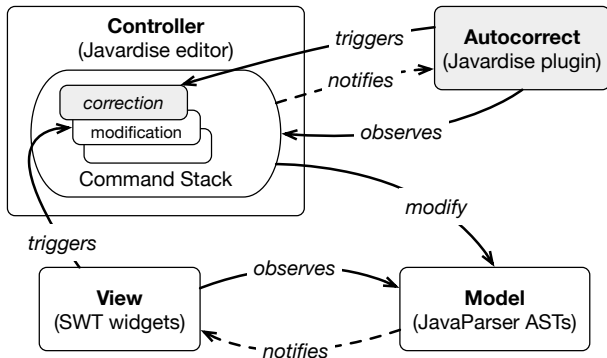 Controller
(Javardise editor)
triggers
Autocorrect
(Javardise plugin)
notifies
correction
modification
observes
Command Stack
modify
triggers
observes
View
(SWT widgets)
Model
(JavaParser ASTs)
notifies